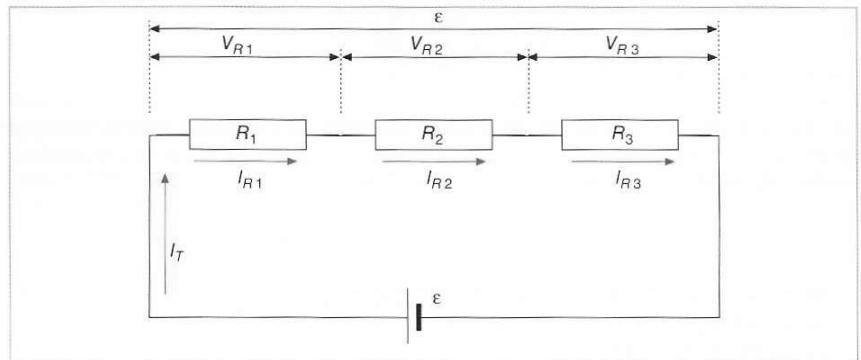 ε
V_R1 V_R2 V_R3
R_1 R_2 R_3
I_R1 I_R2 I_R3
I_T
ε